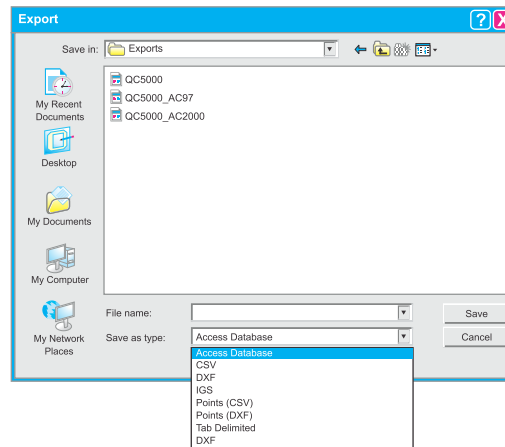 Export
?
X
Save in:
Exports
QC5000
QC5000_AC97
QC5000_AC2000
My Recent
Documents
Desktop
My Documents
My Computer
My Network
Places
File name:
Save
Save as type:
Access Database
Cancel
Access Database
CSV
DXF
IGS
Points (CSV)
Points (DXF)
Tab Delimited
DXF